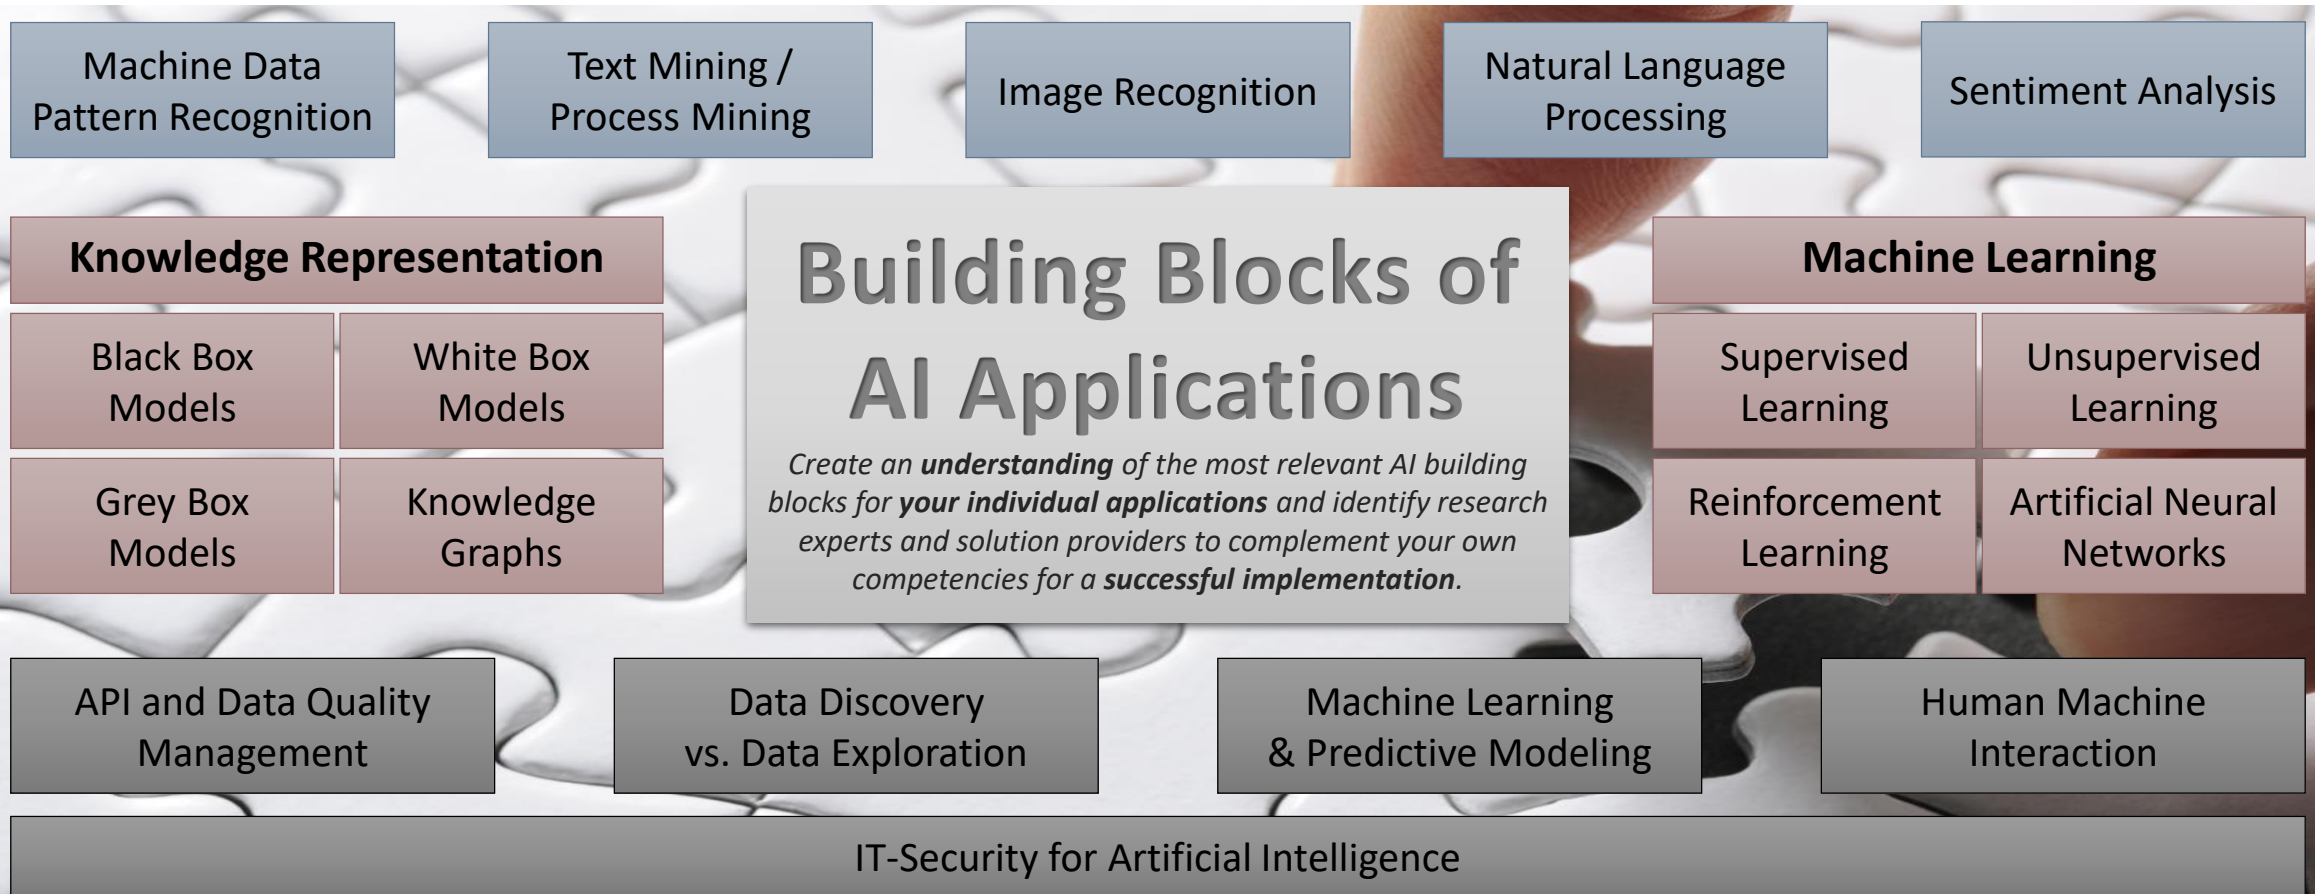 Machine Data
Pattern Recognition
Text Mining /
Process Mining
Image Recognition
Natural Language
Processing
Sentiment Analysis
Knowledge Representation
Black Box
Models
White Box
Models
Grey Box
Models
Knowledge
Graphs
Building Blocks of
AI Applications
Create an understanding of the most relevant AI building
blocks for your individual applications and identify research
experts and solution providers to complement your own
competencies for a successful implementation.
Machine Learning
Supervised
Learning
Unsupervised
Learning
Reinforcement
Learning
Artificial Neural
Networks
API and Data Quality
Management
Data Discovery
vs. Data Exploration
Machine Learning
& Predictive Modeling
Human Machine
Interaction
IT-Security for Artificial Intelligence